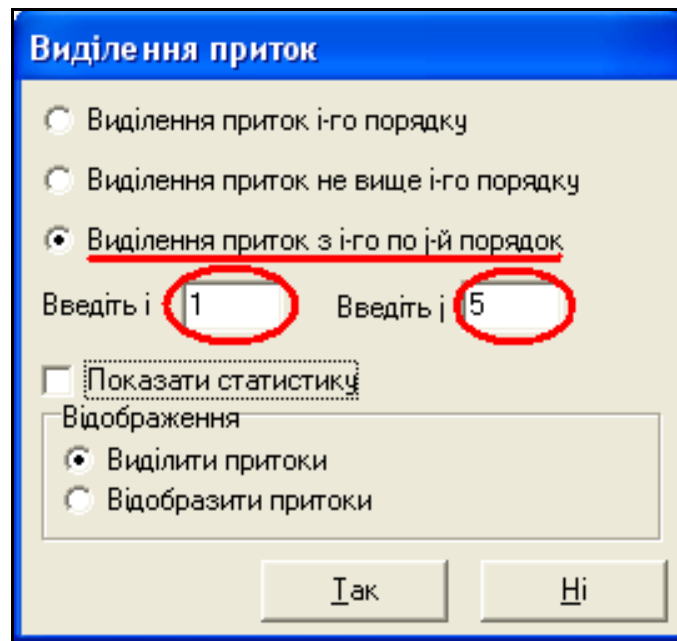 Виділення приток
Виділення приток і-го порядку
Виділення приток не вище і-го порядку
Виділення приток з і-го по j-й порядок
Введіть і 1 Введіть j 5
Показати статистику
Відображення
Виділити притоки
Відобразити притоки
Так Ні